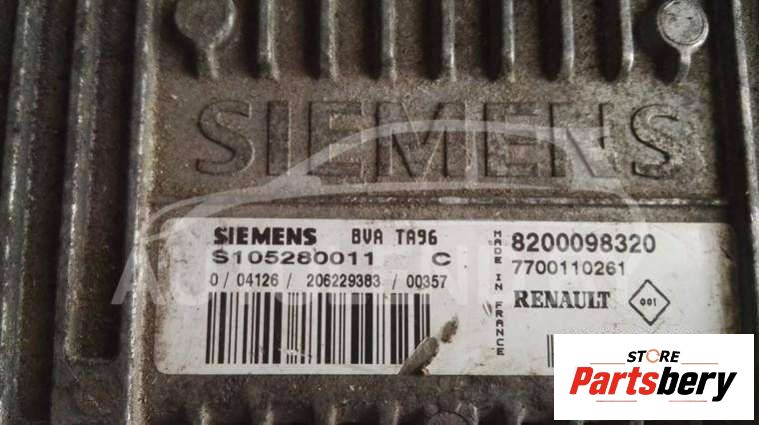 SIEMENS
SIEMENS BVA TA96
S105280011 C
0/ 04126 / 206229383 / 00357
MADE IN FRANCE
8200098320
7700110261
RENAULT 001
STORE
Partsbery